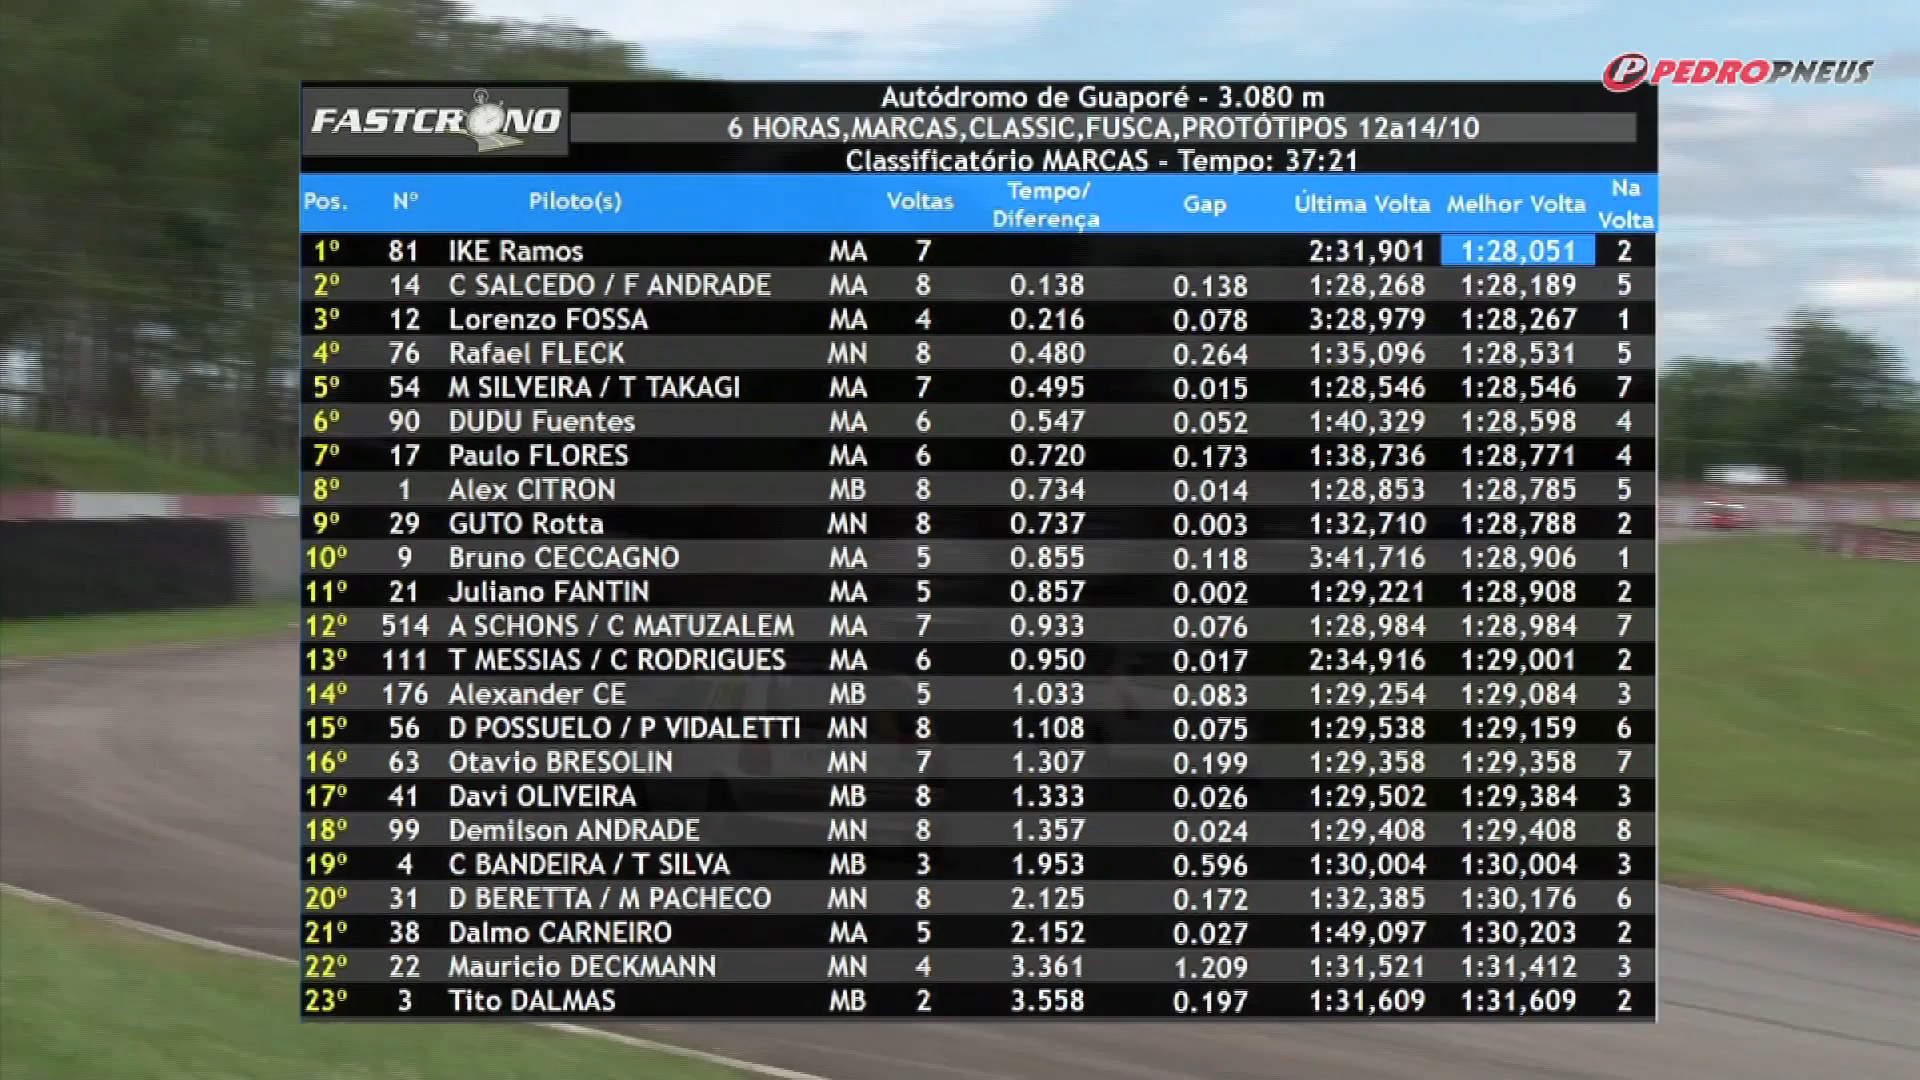 PEDROPNEUS
FASTCRONO
Autódromo de Guaporé - 3.080 m
6 HORAS,MARCAS,CLASSIC,FUSCA,PROTÓTIPOS 12a14/10
Classificatório MARCAS - Tempo: 37:21
Pos. Nº Piloto(s) Voltas Tempo/ Diferença Gap Última Volta Melhor Volta Na Volta
1º 81 IKE Ramos MA 7 2:31,901 1:28,051 2
2º 14 C SALCEDO / F ANDRADE MA 8 0.138 0.138 1:28,268 1:28,189 5
3º 12 Lorenzo FOSSA MA 4 0.216 0.078 3:28,979 1:28,267 1
4º 76 Rafael FLECK MN 8 0.480 0.264 1:35,096 1:28,531 5
5º 54 M SILVEIRA / T TAKAGI MA 7 0.495 0.015 1:28,546 1:28,546 7
6º 90 DUDU Fuentes MA 6 0.547 0.052 1:40,329 1:28,598 4
7º 17 Paulo FLORES MA 6 0.720 0.173 1:38,736 1:28,771 4
8º 1 Alex CITRON MB 8 0.734 0.014 1:28,853 1:28,785 5
9º 29 GUTO Rotta MN 8 0.737 0.003 1:32,710 1:28,788 2
10º 9 Bruno CECCAGNO MA 5 0.855 0.118 3:41,716 1:28,906 1
11º 21 Juliano FANTIN MA 5 0.857 0.002 1:29,221 1:28,908 2
12º 514 A SCHONS / C MATUZALEM MA 7 0.933 0.076 1:28,984 1:28,984 7
13º 111 T MESSIAS / C RODRIGUES MA 6 0.950 0.017 2:34,916 1:29,001 2
14º 176 Alexander CE MB 5 1.033 0.083 1:29,254 1:29,084 3
15º 56 D POSSUELO / P VIDALETTI MN 8 1.108 0.075 1:29,538 1:29,159 6
16º 63 Otavio BRESOLIN MN 7 1.307 0.199 1:29,358 1:29,358 7
17º 41 Davi OLIVEIRA MB 8 1.333 0.026 1:29,502 1:29,384 3
18º 99 Demilson ANDRADE MN 8 1.357 0.024 1:29,408 1:29,408 8
19º 4 C BANDEIRA / T SILVA MB 3 1.953 0.596 1:30,004 1:30,004 3
20º 31 D BERETTA / M PACHECO MN 8 2.125 0.172 1:32,385 1:30,176 6
21º 38 Dalmo CARNEIRO MA 5 2.152 0.027 1:49,097 1:30,203 2
22º 22 Mauricio DECKMANN MN 4 3.361 1.209 1:31,521 1:31,412 3
23º 3 Tito DALMAS MB 2 3.558 0.197 1:31,609 1:31,609 2